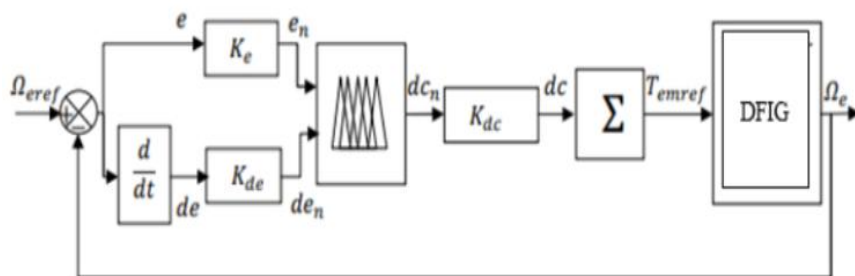 Ω_eref
+
−
e
K_e
e_n
d/dt
de
K_de
de_n
dc_n
K_dc
dc
Σ
T_emref
DFIG
Ω_e